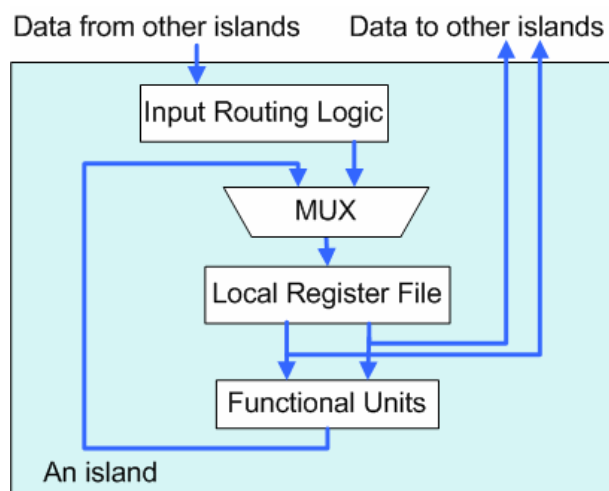 Data from other islands
Data to other islands
Input Routing Logic
MUX
Local Register File
Functional Units
An island